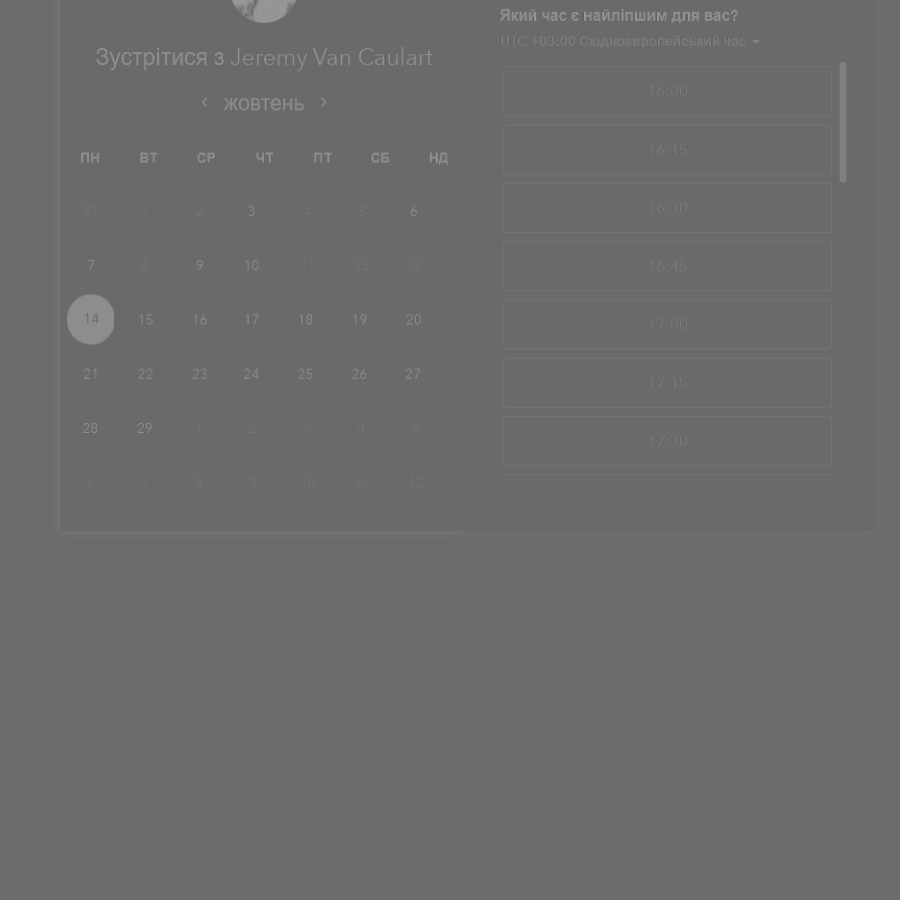 Зустрітися з Jeremy Van Caulart
жовтень
ПН ВТ СР ЧТ ПТ СБ НД
31 1 2 3 4 5 6
7 8 9 10 11 12 13
14 15 16 17 18 19 20
21 22 23 24 25 26 27
28 29 1 2 3 4 5
6 7 8 9 10 11 12
Який час є найліпшим для вас?
UTC +03:00 Східноєвропейський час
16:00
16:15
16:30
16:45
17:00
17:15
17:30